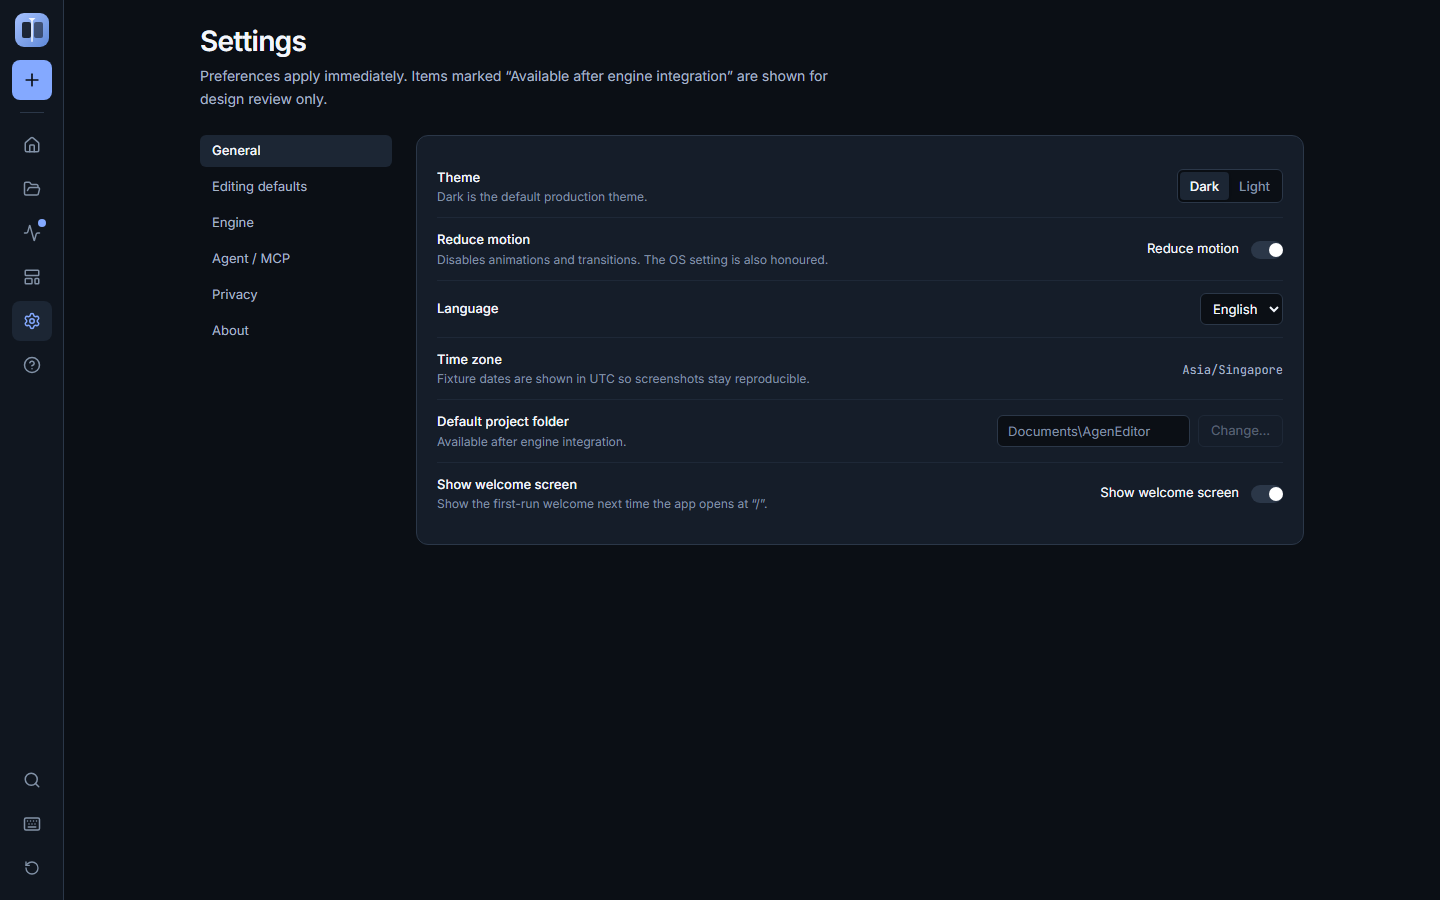 Settings
Preferences apply immediately. Items marked “Available after engine integration” are shown for
design review only.
General
Editing defaults
Engine
Agent / MCP
Privacy
About
Theme
Dark is the default production theme.
Dark
Light
Reduce motion
Disables animations and transitions. The OS setting is also honoured.
Reduce motion
Language
English
Time zone
Fixture dates are shown in UTC so screenshots stay reproducible.
Asia/Singapore
Default project folder
Available after engine integration.
Documents\AgenEditor
Change...
Show welcome screen
Show the first-run welcome next time the app opens at “/”.
Show welcome screen